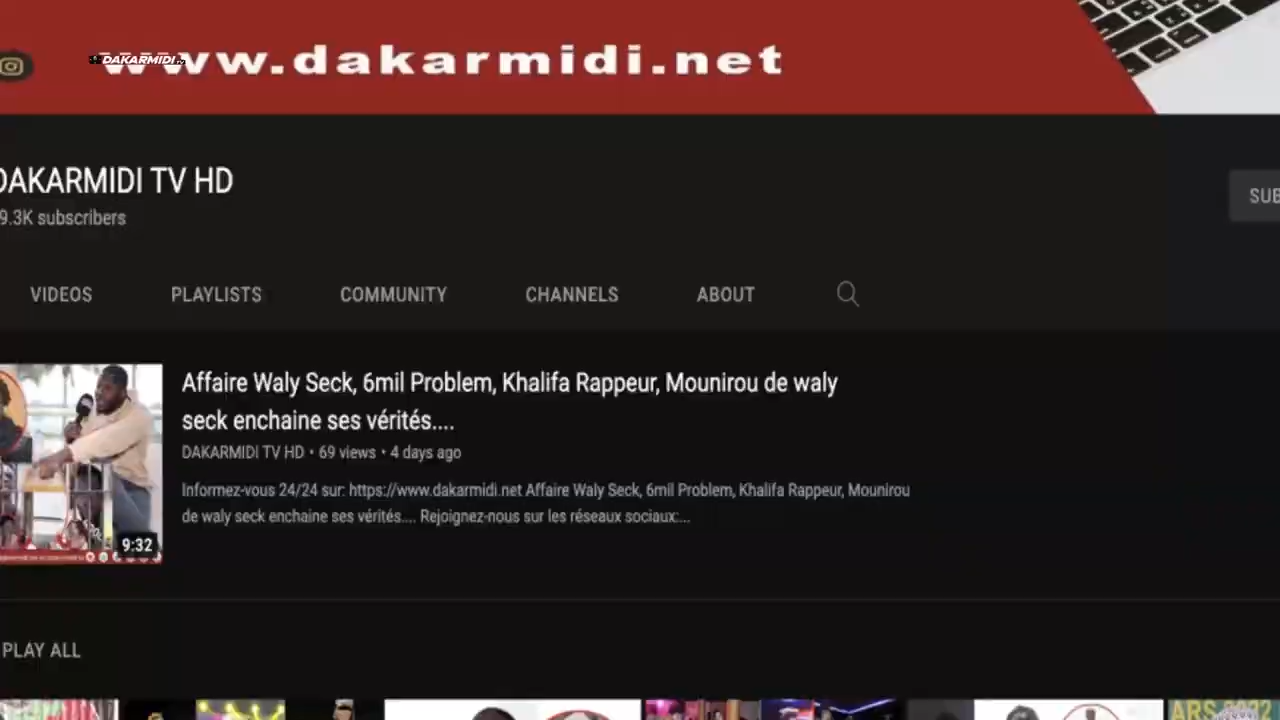 www.dakarmidi.net
DAKARMIDI
DAKARMIDI TV HD
9.3K subscribers
SUB
VIDEOS
PLAYLISTS
COMMUNITY
CHANNELS
ABOUT
Affaire Waly Seck, 6mil Problem, Khalifa Rappeur, Mounirou de waly
seck enchaine ses vérités....
DAKARMIDI TV HD • 69 views • 4 days ago
Informez-vous 24/24 sur: https://www.dakarmidi.net Affaire Waly Seck, 6mil Problem, Khalifa Rappeur, Mounirou
de waly seck enchaine ses vérités.... Rejoignez-nous sur les réseaux sociaux:...
9:32
PLAY ALL